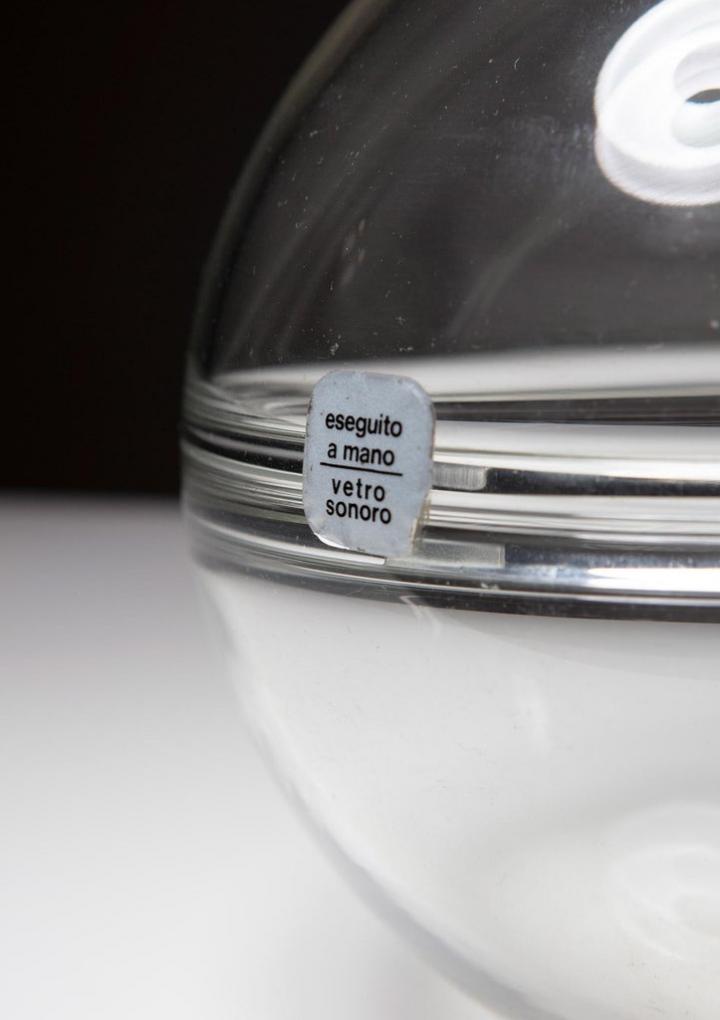 eseguito
a mano
vetro
sonoro